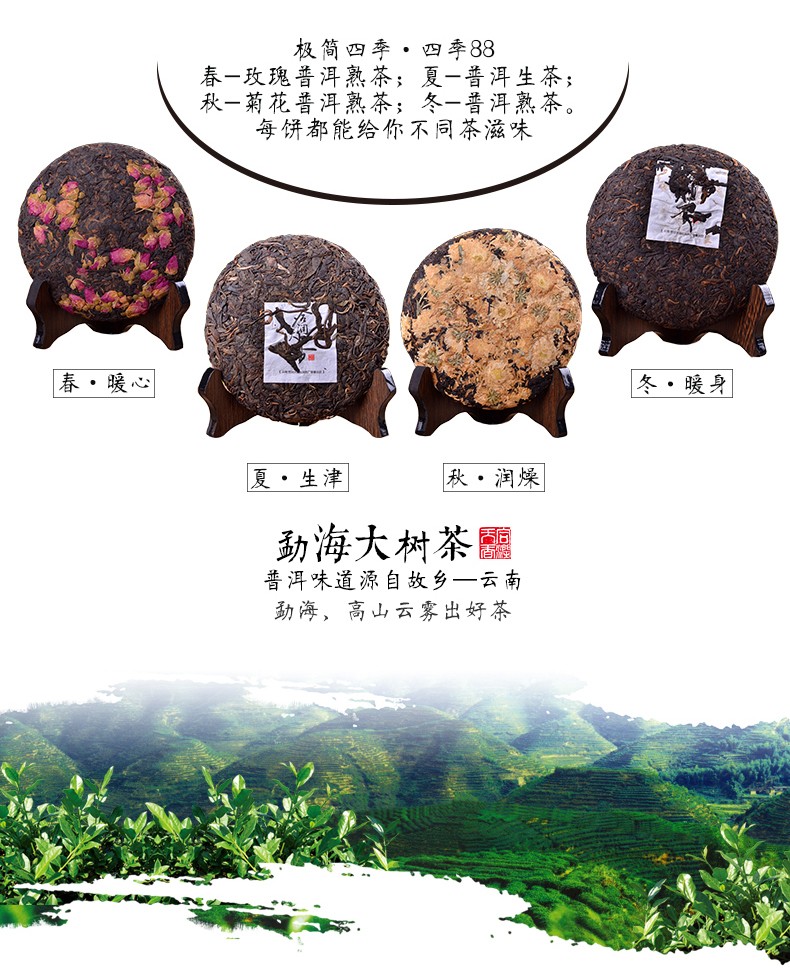 极简四季·四季88
春—玫瑰普洱熟茶；夏—普洱生茶；
秋—菊花普洱熟茶；冬—普洱熟茶。
每饼都能给你不同茶滋味
春·暖心
冬·暖身
夏·生津
秋·润燥
勐海大树茶
普洱味道源自故乡—云南
勐海，高山云雾出好茶